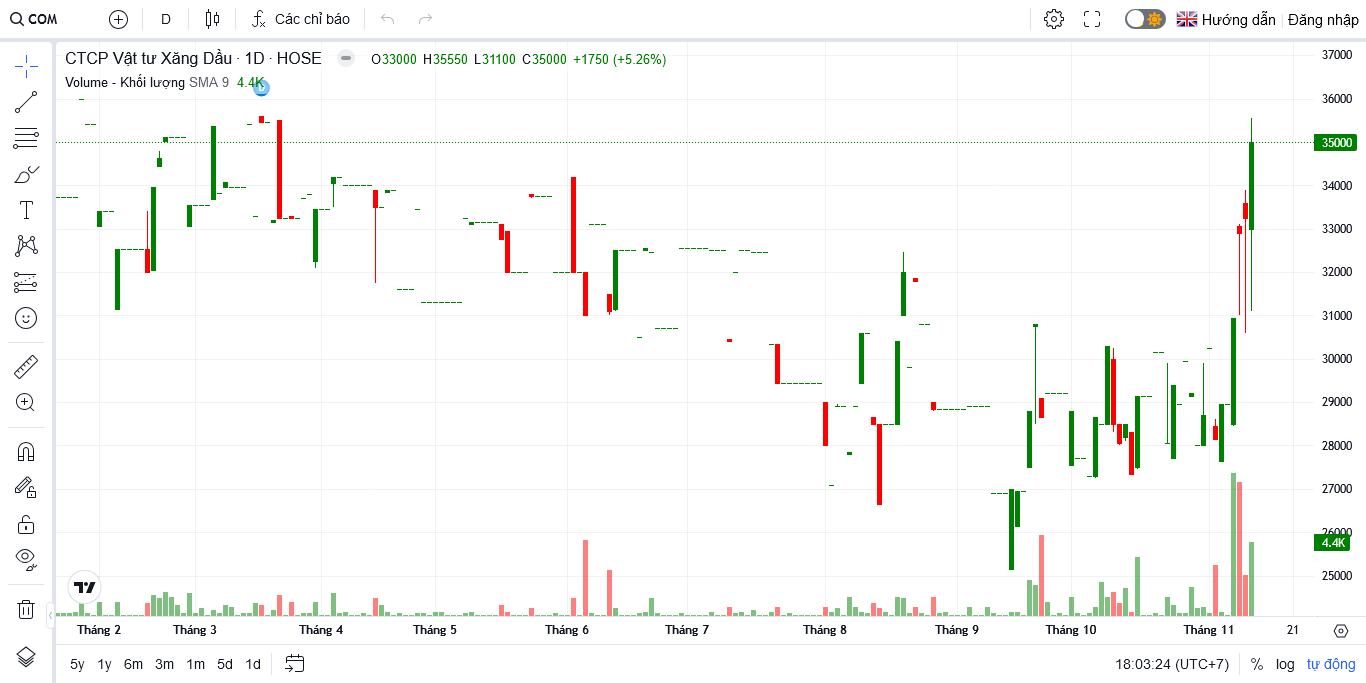 COM D Các chỉ báo Hướng dẫn Đăng nhập
CTCP Vật tư Xăng Dầu · 1D · HOSE O33000 H35550 L31100 C35000 +1750 (+5.26%)
Volume - Khối lượng SMA 9 4.4K
37000
36000
35000
34000
33000
32000
31000
30000
29000
28000
27000
26000
4.4K
25000
Tháng 2 Tháng 3 Tháng 4 Tháng 5 Tháng 6 Tháng 7 Tháng 8 Tháng 9 Tháng 10 Tháng 11 21
5y 1y 6m 3m 1m 5d 1d 18:03:24 (UTC+7) % log tự động